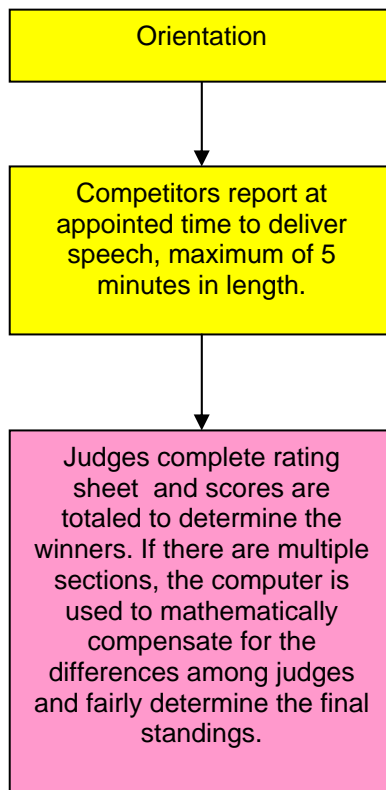 Orientation
Competitors report at
appointed time to deliver
speech, maximum of 5
minutes in length.
Judges complete rating
sheet  and scores are
totaled to determine the
winners. If there are multiple
sections, the computer is
used to mathematically
compensate for the
differences among judges
and fairly determine the final
standings.